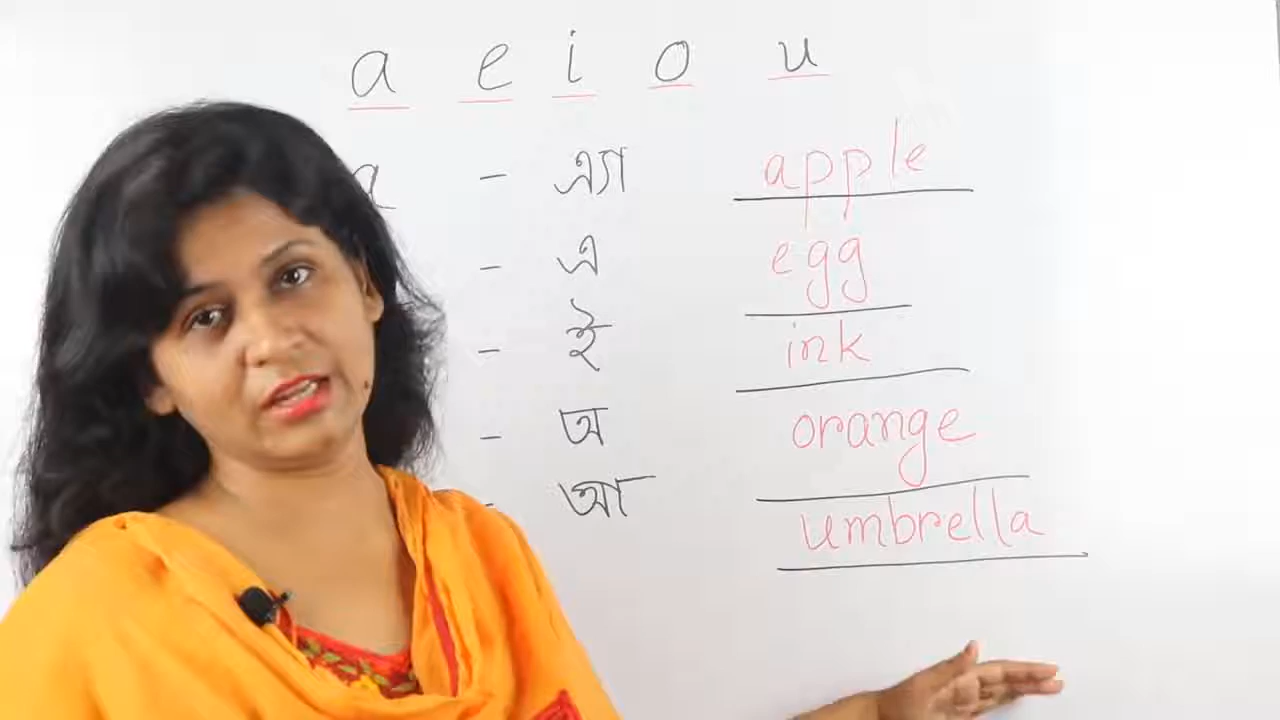 a e i o u
a - এ্যা apple
- এ egg
- ই ink
- অ orange
- আ umbrella